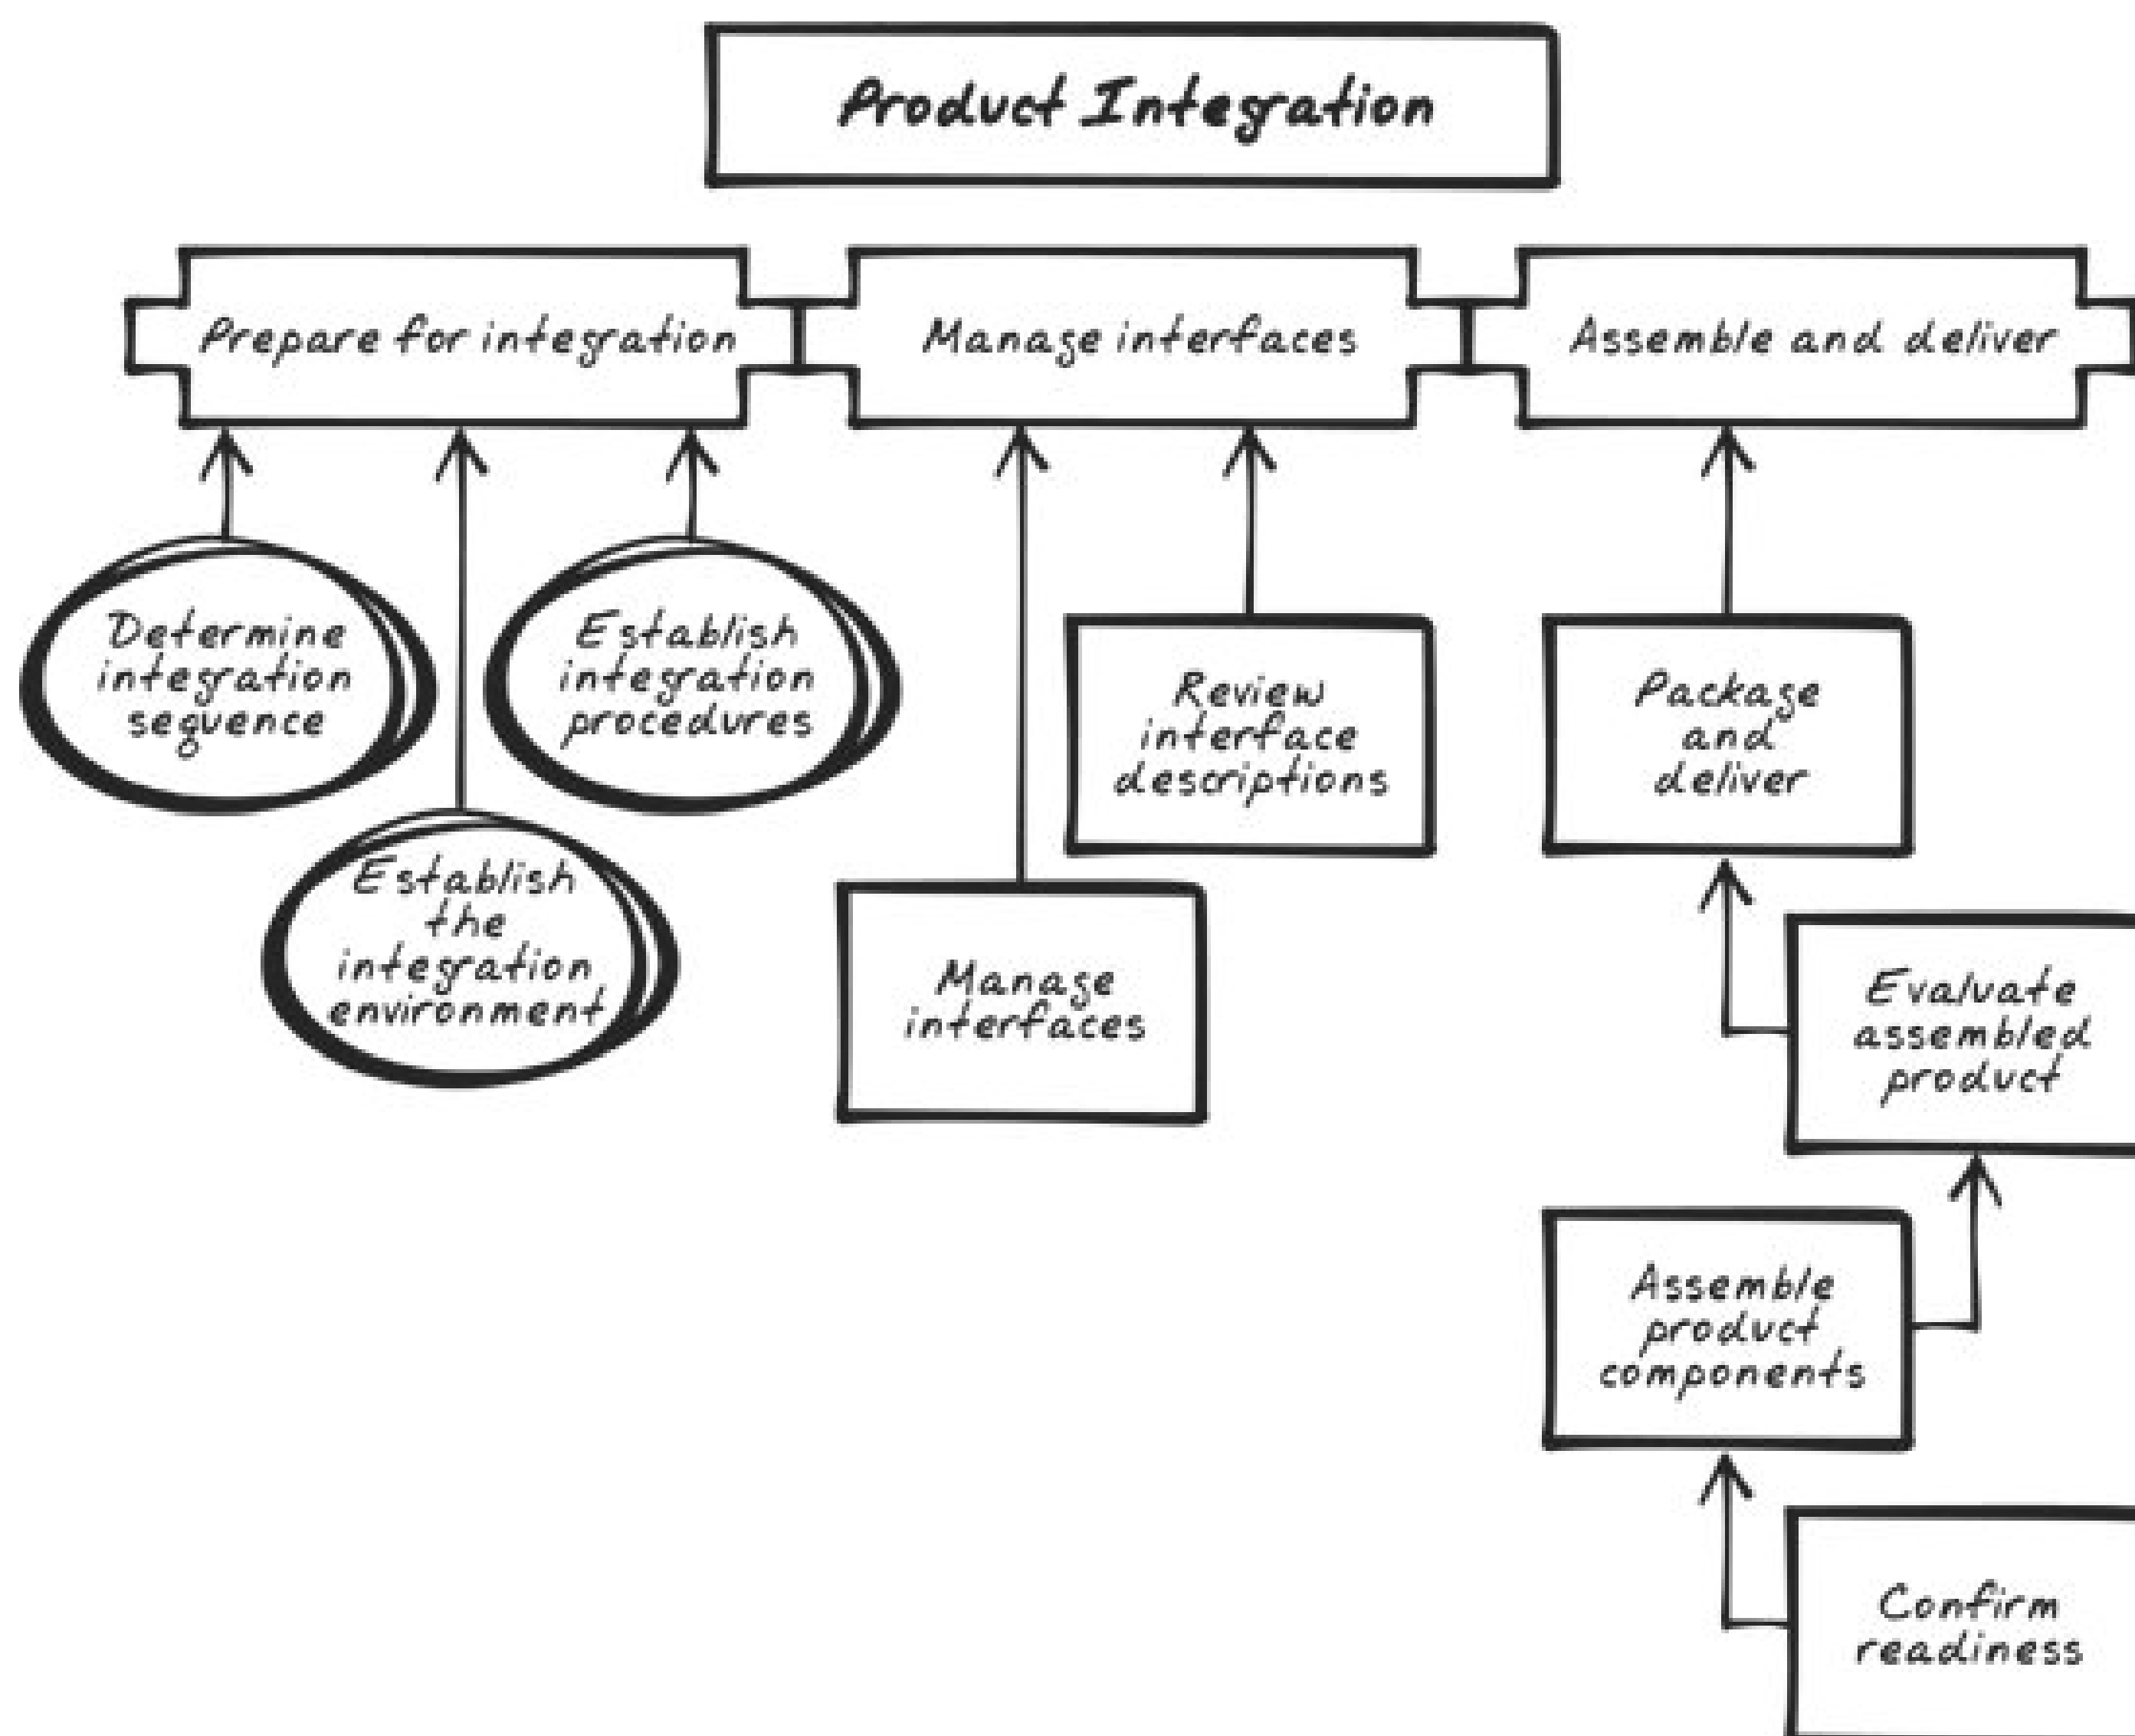 Product Integration
Prepare for integration
Manage interfaces
Assemble and deliver
Determine
integration
sequence
Establish
integration
procedures
Establish
the
integration
environment
Review
interface
descriptions
Manage
interfaces
Package
and
deliver
Evaluate
assembled
product
Assemble
product
components
Confirm
readiness